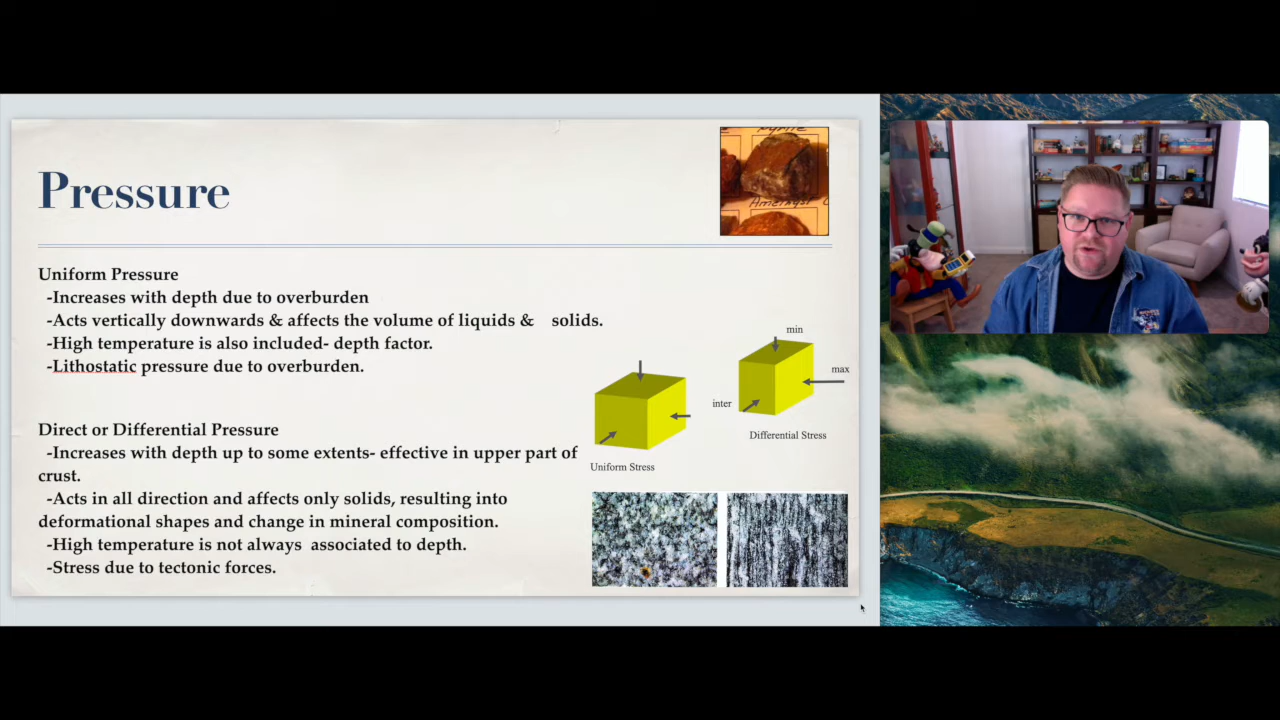 Pyrite
Amethyst
Pressure
Uniform Pressure
-Increases with depth due to overburden
-Acts vertically downwards & affects the volume of liquids & solids.
-High temperature is also included- depth factor.
-Lithostatic pressure due to overburden.
min
max
inter
Differential Stress
Uniform Stress
Direct or Differential Pressure
-Increases with depth up to some extents- effective in upper part of
crust.
-Acts in all direction and affects only solids, resulting into
deformational shapes and change in mineral composition.
-High temperature is not always associated to depth.
-Stress due to tectonic forces.